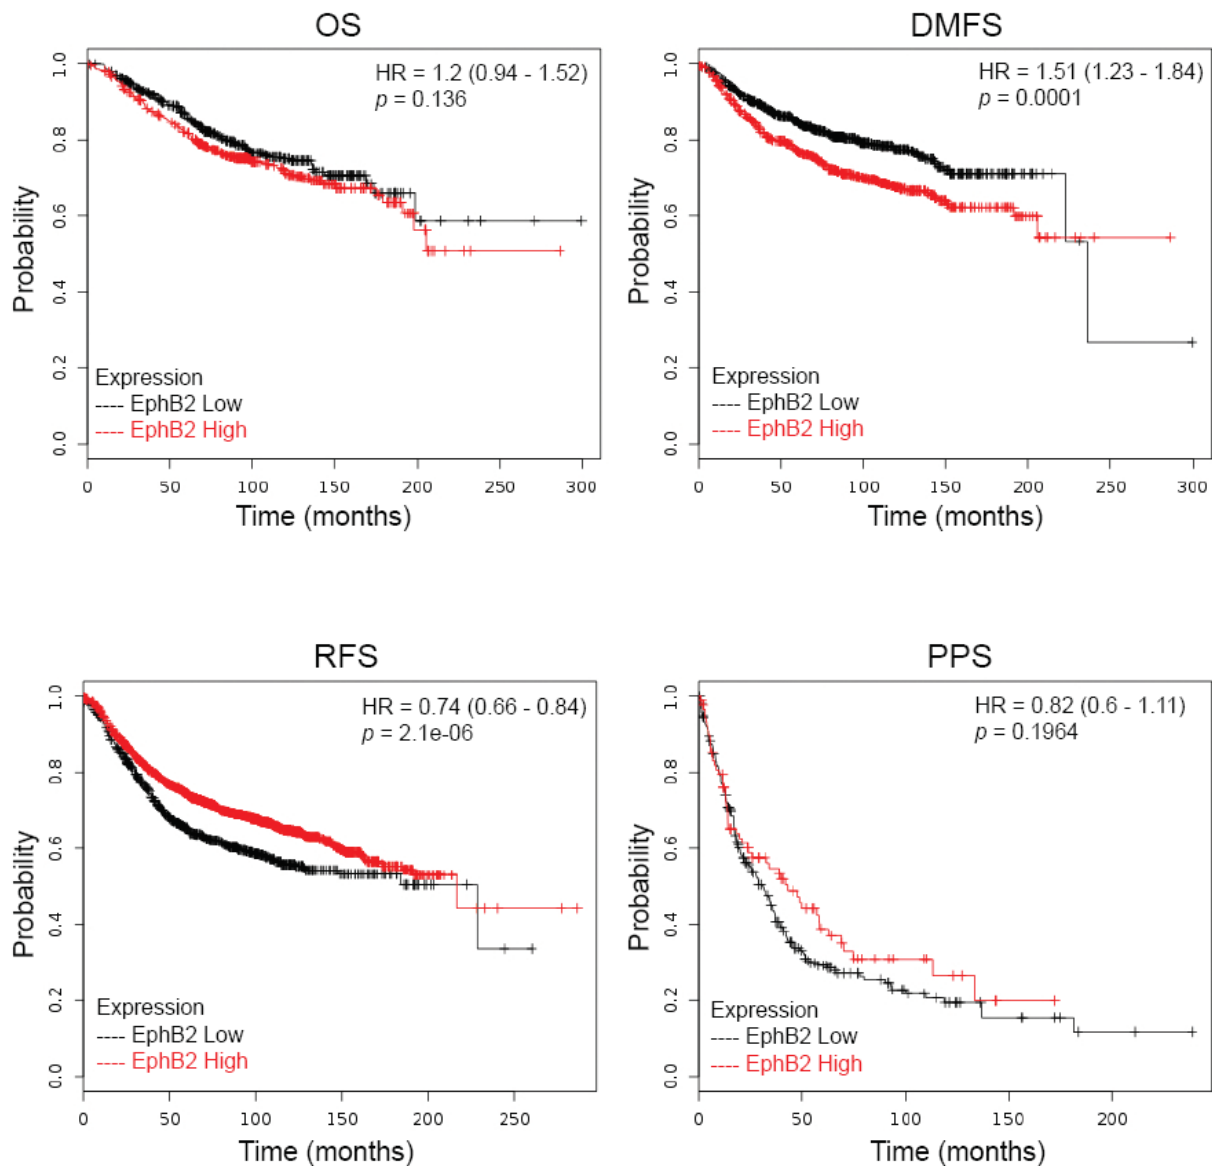 OS
HR = 1.2 (0.94 - 1.52)
p = 0.136
Probability
1.0
0.8
0.6
0.4
0.2
0.0
Expression
EphB2 Low
EphB2 High
0 50 100 150 200 250 300
Time (months)
DMFS
HR = 1.51 (1.23 - 1.84)
p = 0.0001
Probability
1.0
0.8
0.6
0.4
0.2
0.0
Expression
EphB2 Low
EphB2 High
0 50 100 150 200 250 300
Time (months)
RFS
HR = 0.74 (0.66 - 0.84)
p = 2.1e-06
Probability
1.0
0.8
0.6
0.4
0.2
0.0
Expression
EphB2 Low
EphB2 High
0 50 100 150 200 250
Time (months)
PPS
HR = 0.82 (0.6 - 1.11)
p = 0.1964
Probability
1.0
0.8
0.6
0.4
0.2
0.0
Expression
EphB2 Low
EphB2 High
0 50 100 150 200
Time (months)